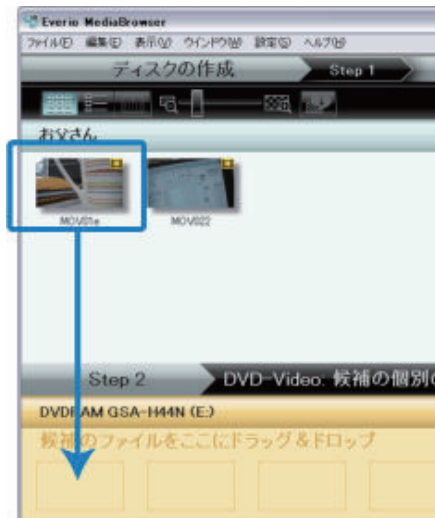 Everio MediaBrowser
ファイル(F) 編集(E) 表示(V) ウインドウ(W) 設定(S) ヘルプ(H)
ディスクの作成 Step 1
お父さん
MOV01e MOV022
Step 2 DVD-Video: 候補の個別の
DVDRAM GSA-H44N (E:)
候補のファイルをここにドラッグ&ドロップ